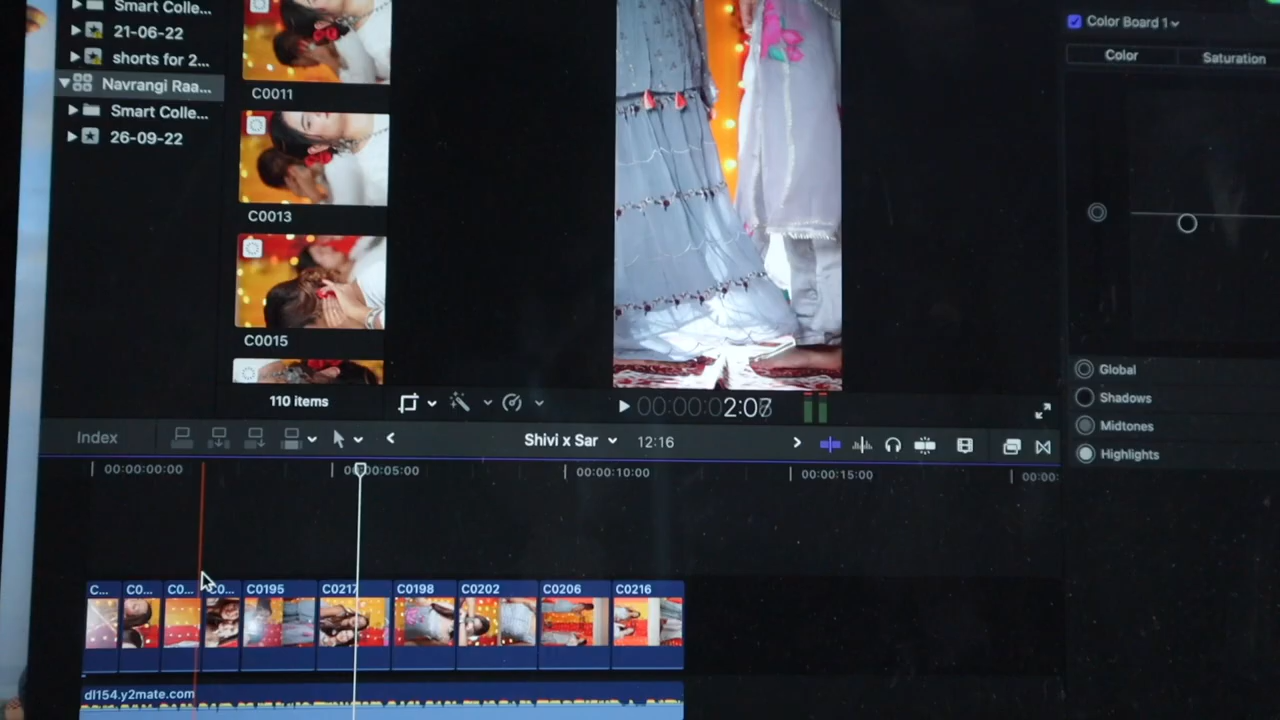 Smart Colle...
21-06-22
shorts for 2...
Navrangi Raa...
Smart Colle...
26-09-22
C0011
C0013
C0015
110 items
00:00:02:07
Color Board 1
Color
Saturation
Global
Shadows
Midtones
Highlights
Index
Shivi x Sar
12:16
00:00:00:00
00:00:05:00
00:00:10:00
00:00:15:00
00:00:
C...
C0...
C0...
C0...
C0195
C0217
C0198
C0202
C0206
C0216
dl154.y2mate.com